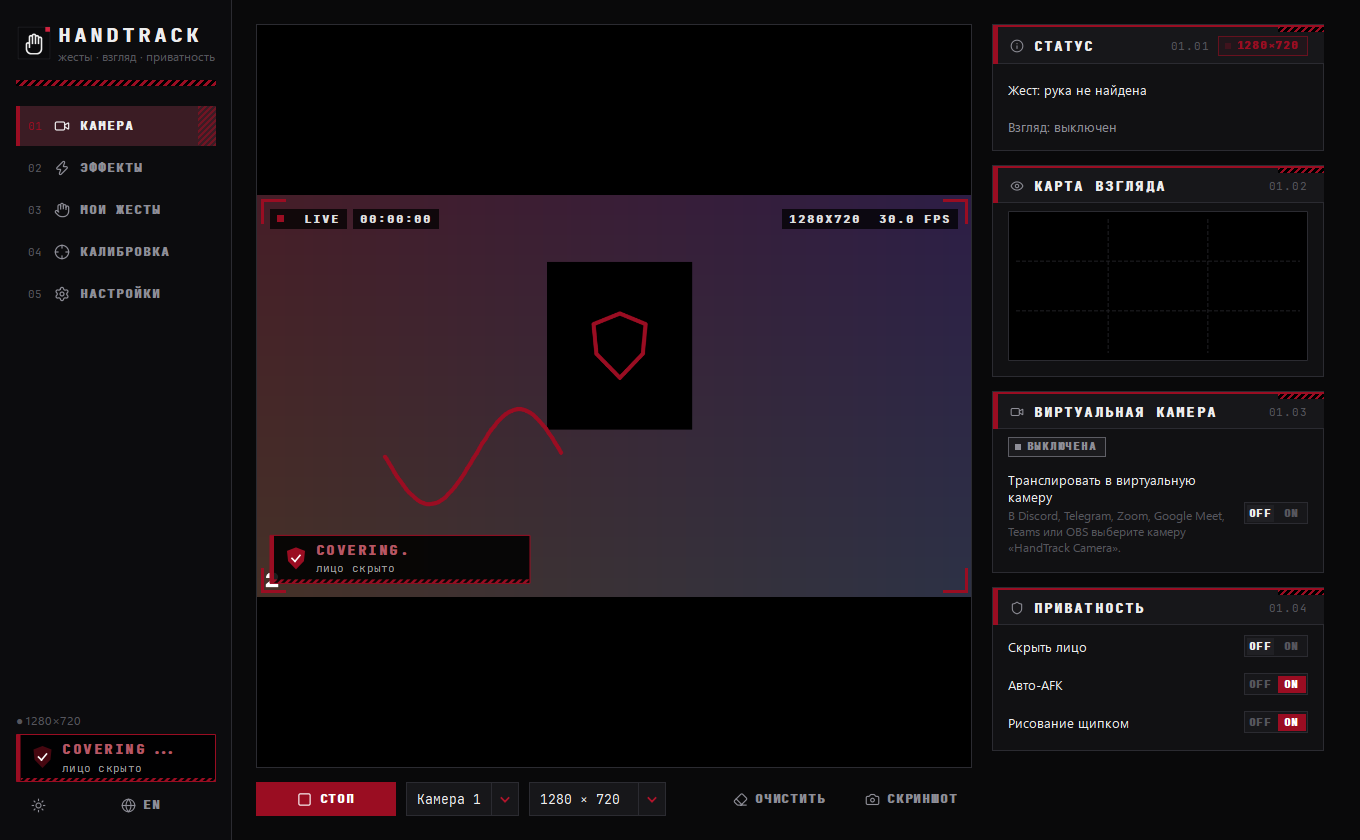 HANDTRACK
жесты · взгляд · приватность
01 КАМЕРА
02 ЭФФЕКТЫ
03 МОИ ЖЕСТЫ
04 КАЛИБРОВКА
05 НАСТРОЙКИ
1280×720
COVERING ...
лицо скрыто
EN
LIVE 00:00:00
1280X720 30.0 FPS
COVERING.
лицо скрыто
2
СТОП
Камера 1
1280 × 720
ОЧИСТИТЬ
СКРИНШОТ
СТАТУС 01.01 1280×720
Жест: рука не найдена
Взгляд: выключен
КАРТА ВЗГЛЯДА 01.02
ВИРТУАЛЬНАЯ КАМЕРА 01.03
ВЫКЛЮЧЕНА
Транслировать в виртуальную
камеру
В Discord, Telegram, Zoom, Google Meet,
Teams или OBS выберите камеру
«HandTrack Camera».
OFF ON
ПРИВАТНОСТЬ 01.04
Скрыть лицо OFF ON
Авто-AFK OFF ON
Рисование щипком OFF ON